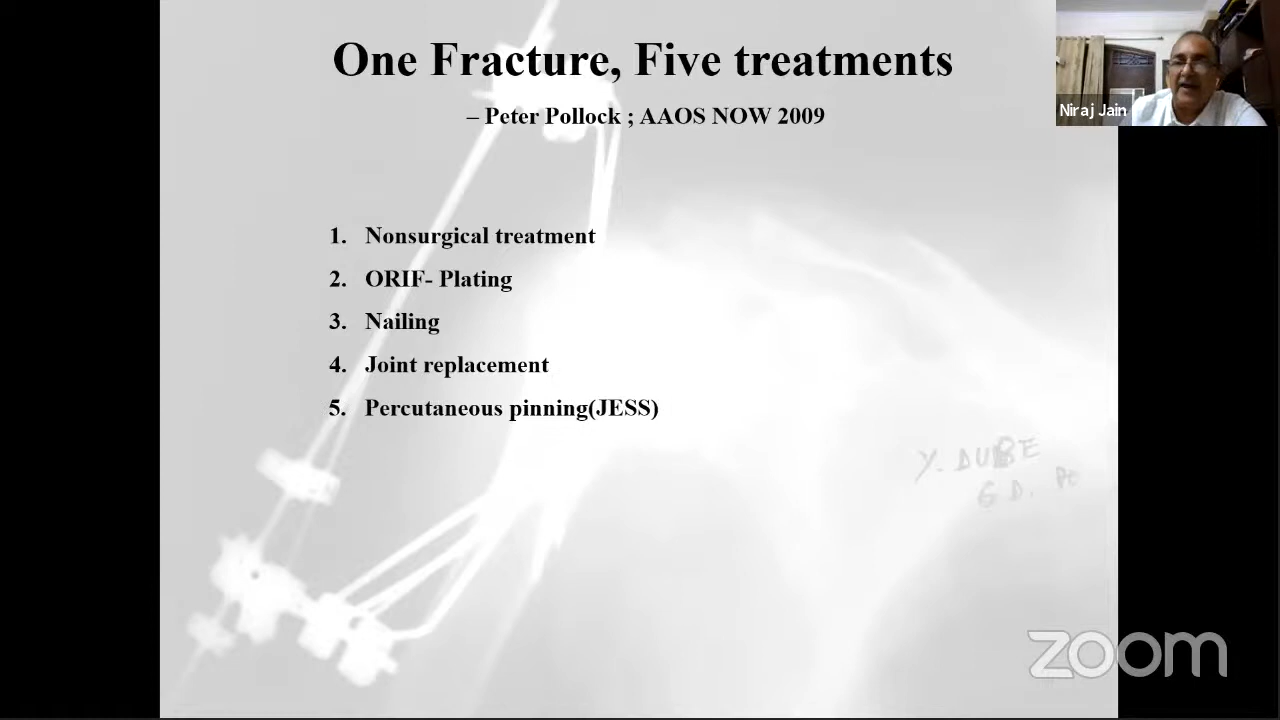 One Fracture, Five treatments
– Peter Pollock ; AAOS NOW 2009
Niraj Jain
1. Nonsurgical treatment
2. ORIF- Plating
3. Nailing
4. Joint replacement
5. Percutaneous pinning(JESS)
Y. DUBE
G D.
zoom